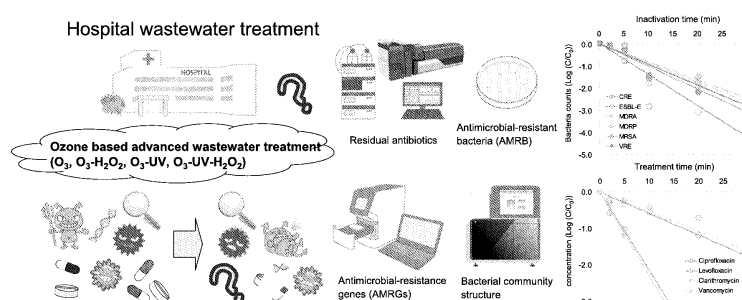 Hospital wastewater treatment
HOSPITAL
Ozone based advanced wastewater treatment
(O₃, O₃-H₂O₂, O₃-UV, O₃-UV-H₂O₂)
Residual antibiotics
Antimicrobial-resistant
bacteria (AMRB)
Antimicrobial-resistance
genes (AMRGs)
Bacterial community
structure
Inactivation time (min)
0 5 10 15 20 25 30
Bacteria counts (Log (C/C₀))
0.0
-1.0
-2.0
-3.0
-4.0
-5.0
CRE
ESBL-E
MDRA
MDRP
MRSA
VRE
Treatment time (min)
0 5 10 15 20 25 30
concentration (Log (C/C₀))
0.0
-1.0
-2.0
-3.0
Ciprofloxacin
Levofloxacin
Clarithromycin
Vancomycin